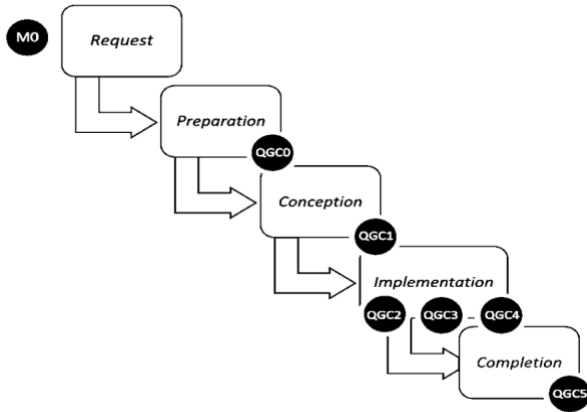 M0
Request
Preparation
QGC0
Conception
QGC1
Implementation
QGC2
QGC3
QGC4
Completion
QGC5